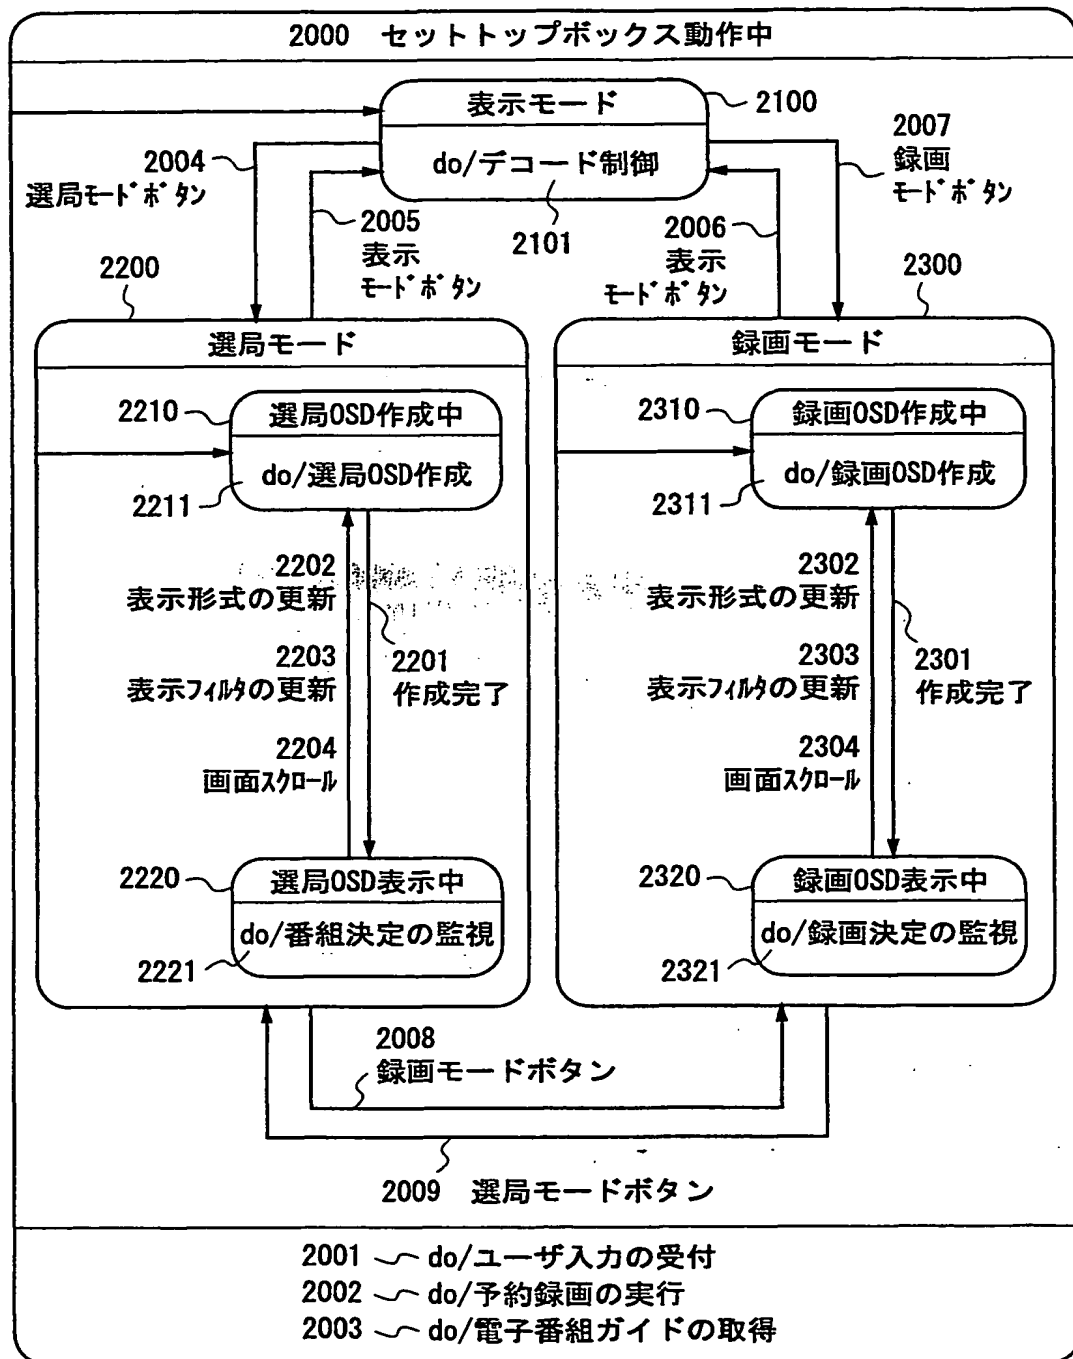 2000 セットトップボックス動作中
表示モード
2100
do/デコード制御
2101
2004
選局モードボタン
2005
表示
モードボタン
2006
表示
モードボタン
2007
録画
モードボタン
2200
選局モード
2210
選局OSD作成中
do/選局OSD作成
2211
2202
表示形式の更新
2203
表示フィルタの更新
2204
画面スクロール
2201
作成完了
2220
選局OSD表示中
do/番組決定の監視
2221
2300
録画モード
2310
録画OSD作成中
do/録画OSD作成
2311
2302
表示形式の更新
2303
表示フィルタの更新
2304
画面スクロール
2301
作成完了
2320
録画OSD表示中
do/録画決定の監視
2321
2008
録画モードボタン
2009 選局モードボタン
2001 do/ユーザ入力の受付
2002 do/予約録画の実行
2003 do/電子番組ガイドの取得